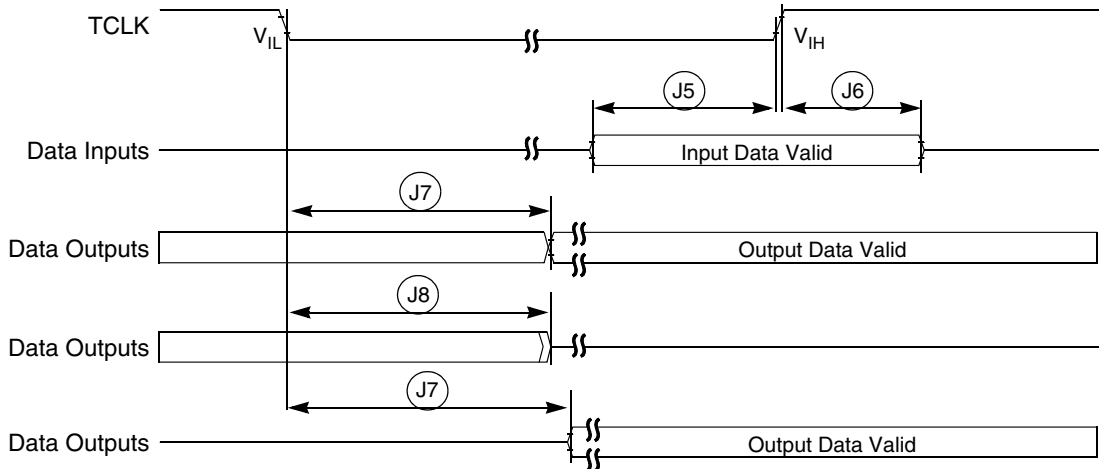 TCLK
VIL
VIH
J5
J6
Data Inputs
Input Data Valid
J7
Data Outputs
Output Data Valid
J8
Data Outputs
J7
Data Outputs
Output Data Valid